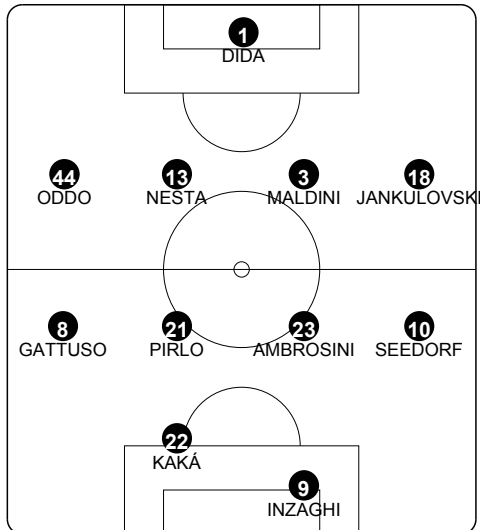 1
DIDA
44 13 3 18
ODDO NESTA MALDINI JANKULOVSKI
8 21 23 10
GATTUSO PIRLO AMBROSINI SEEDORF
22
KAKÁ
9
INZAGHI